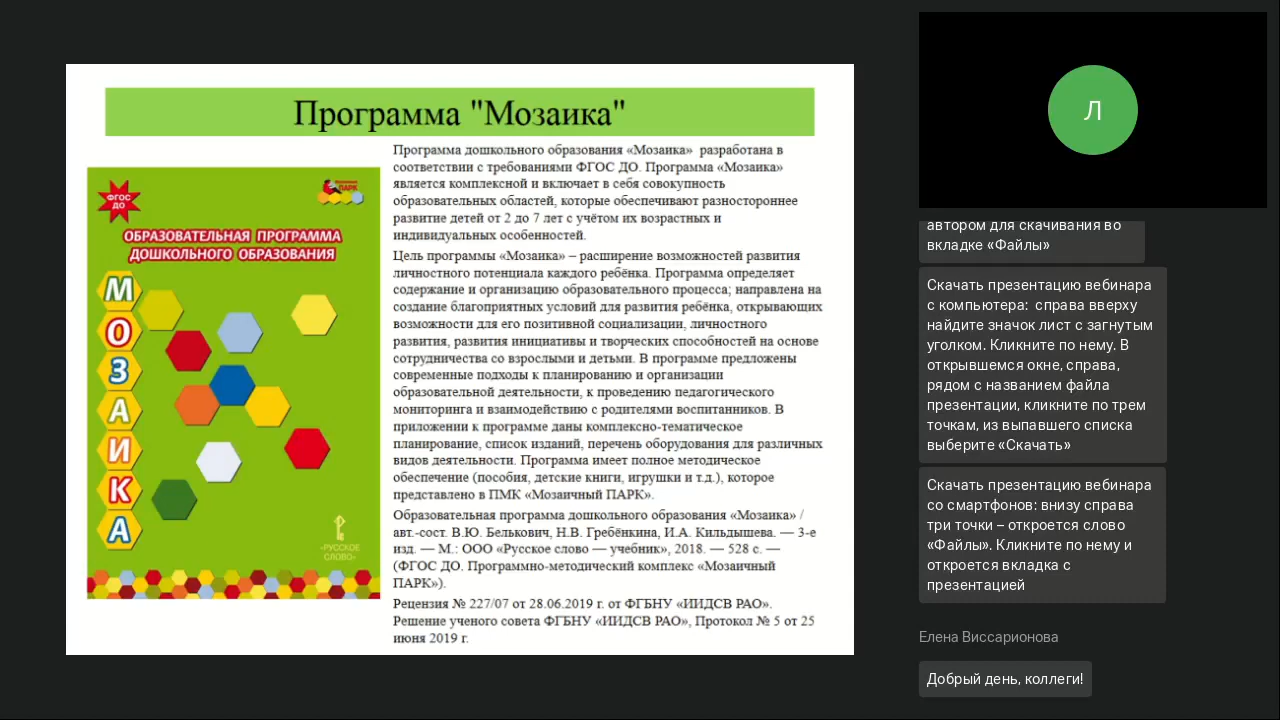 Программа "Мозаика"
ФГОС
ДО
ПАРК
ОБРАЗОВАТЕЛЬНАЯ ПРОГРАММА
ДОШКОЛЬНОГО ОБРАЗОВАНИЯ
М
О
З
А
И
К
А
«РУССКОЕ
СЛОВО»
Программа дошкольного образования «Мозаика» разработана в
соответствии с требованиями ФГОС ДО. Программа «Мозаика»
является комплексной и включает в себя совокупность
образовательных областей, которые обеспечивают разностороннее
развитие детей от 2 до 7 лет с учётом их возрастных и
индивидуальных особенностей.
Цель программы «Мозаика» – расширение возможностей развития
личностного потенциала каждого ребёнка. Программа определяет
содержание и организацию образовательного процесса; направлена на
создание благоприятных условий для развития ребёнка, открывающих
возможности для его позитивной социализации, личностного
развития, развития инициативы и творческих способностей на основе
сотрудничества со взрослыми и детьми. В программе предложены
современные подходы к планированию и организации
образовательной деятельности, к проведению педагогического
мониторинга и взаимодействию с родителями воспитанников. В
приложении к программе даны комплексно-тематическое
планирование, список изданий, перечень оборудования для различных
видов деятельности. Программа имеет полное методическое
обеспечение (пособия, детские книги, игрушки и т.д.), которое
представлено в ПМК «Мозаичный ПАРК».
Образовательная программа дошкольного образования «Мозаика» /
авт.-сост. В.Ю. Белькович, Н.В. Гребёнкина, И.А. Кильдышева. — 3-е
изд. — М.: ООО «Русское слово — учебник», 2018. — 528 с. —
(ФГОС ДО. Программно-методический комплекс «Мозаичный
ПАРК»).
Рецензия № 227/07 от 28.06.2019 г. от ФГБНУ «ИИДСВ РАО».
Решение ученого совета ФГБНУ «ИИДСВ РАО», Протокол № 5 от 25
июня 2019 г.
Л
автором для скачивания во
вкладке «Файлы»
Скачать презентацию вебинара
с компьютера: справа вверху
найдите значок лист с загнутым
уголком. Кликните по нему. В
открывшемся окне, справа,
рядом с названием файла
презентации, кликните по трем
точкам, из выпавшего списка
выберите «Скачать»
Скачать презентацию вебинара
со смартфонов: внизу справа
три точки – откроется слово
«Файлы». Кликните по нему и
откроется вкладка с
презентацией
Елена Виссарионова
Добрый день, коллеги!